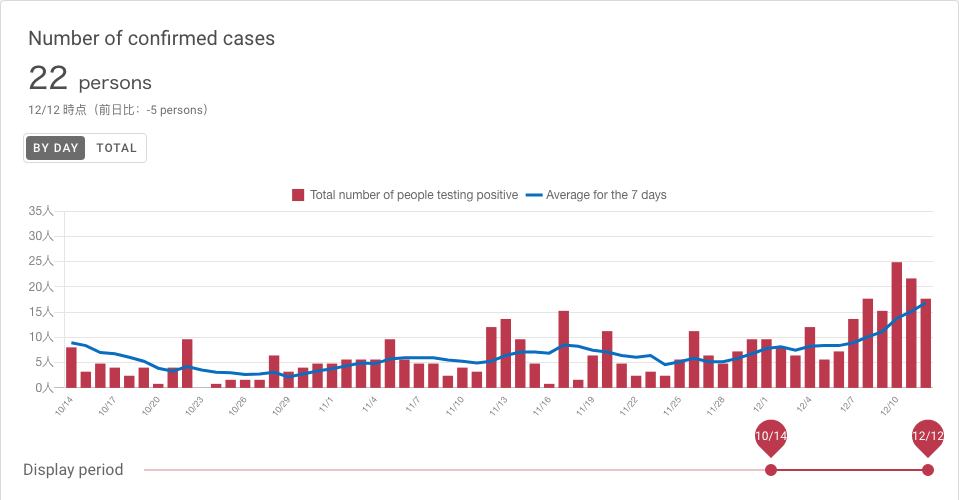 Number of confirmed cases
22 persons
12/12 時点（前日比：-5 persons）
BY DAY TOTAL
Total number of people testing positive Average for the 7 days
35人
30人
25人
20人
15人
10人
5人
0人
10/14 10/17 10/20 10/23 10/26 10/29 11/1 11/4 11/7 11/10 11/13 11/16 11/19 11/22 11/25 11/28 12/1 12/4 12/7 12/10
10/14 12/12
Display period